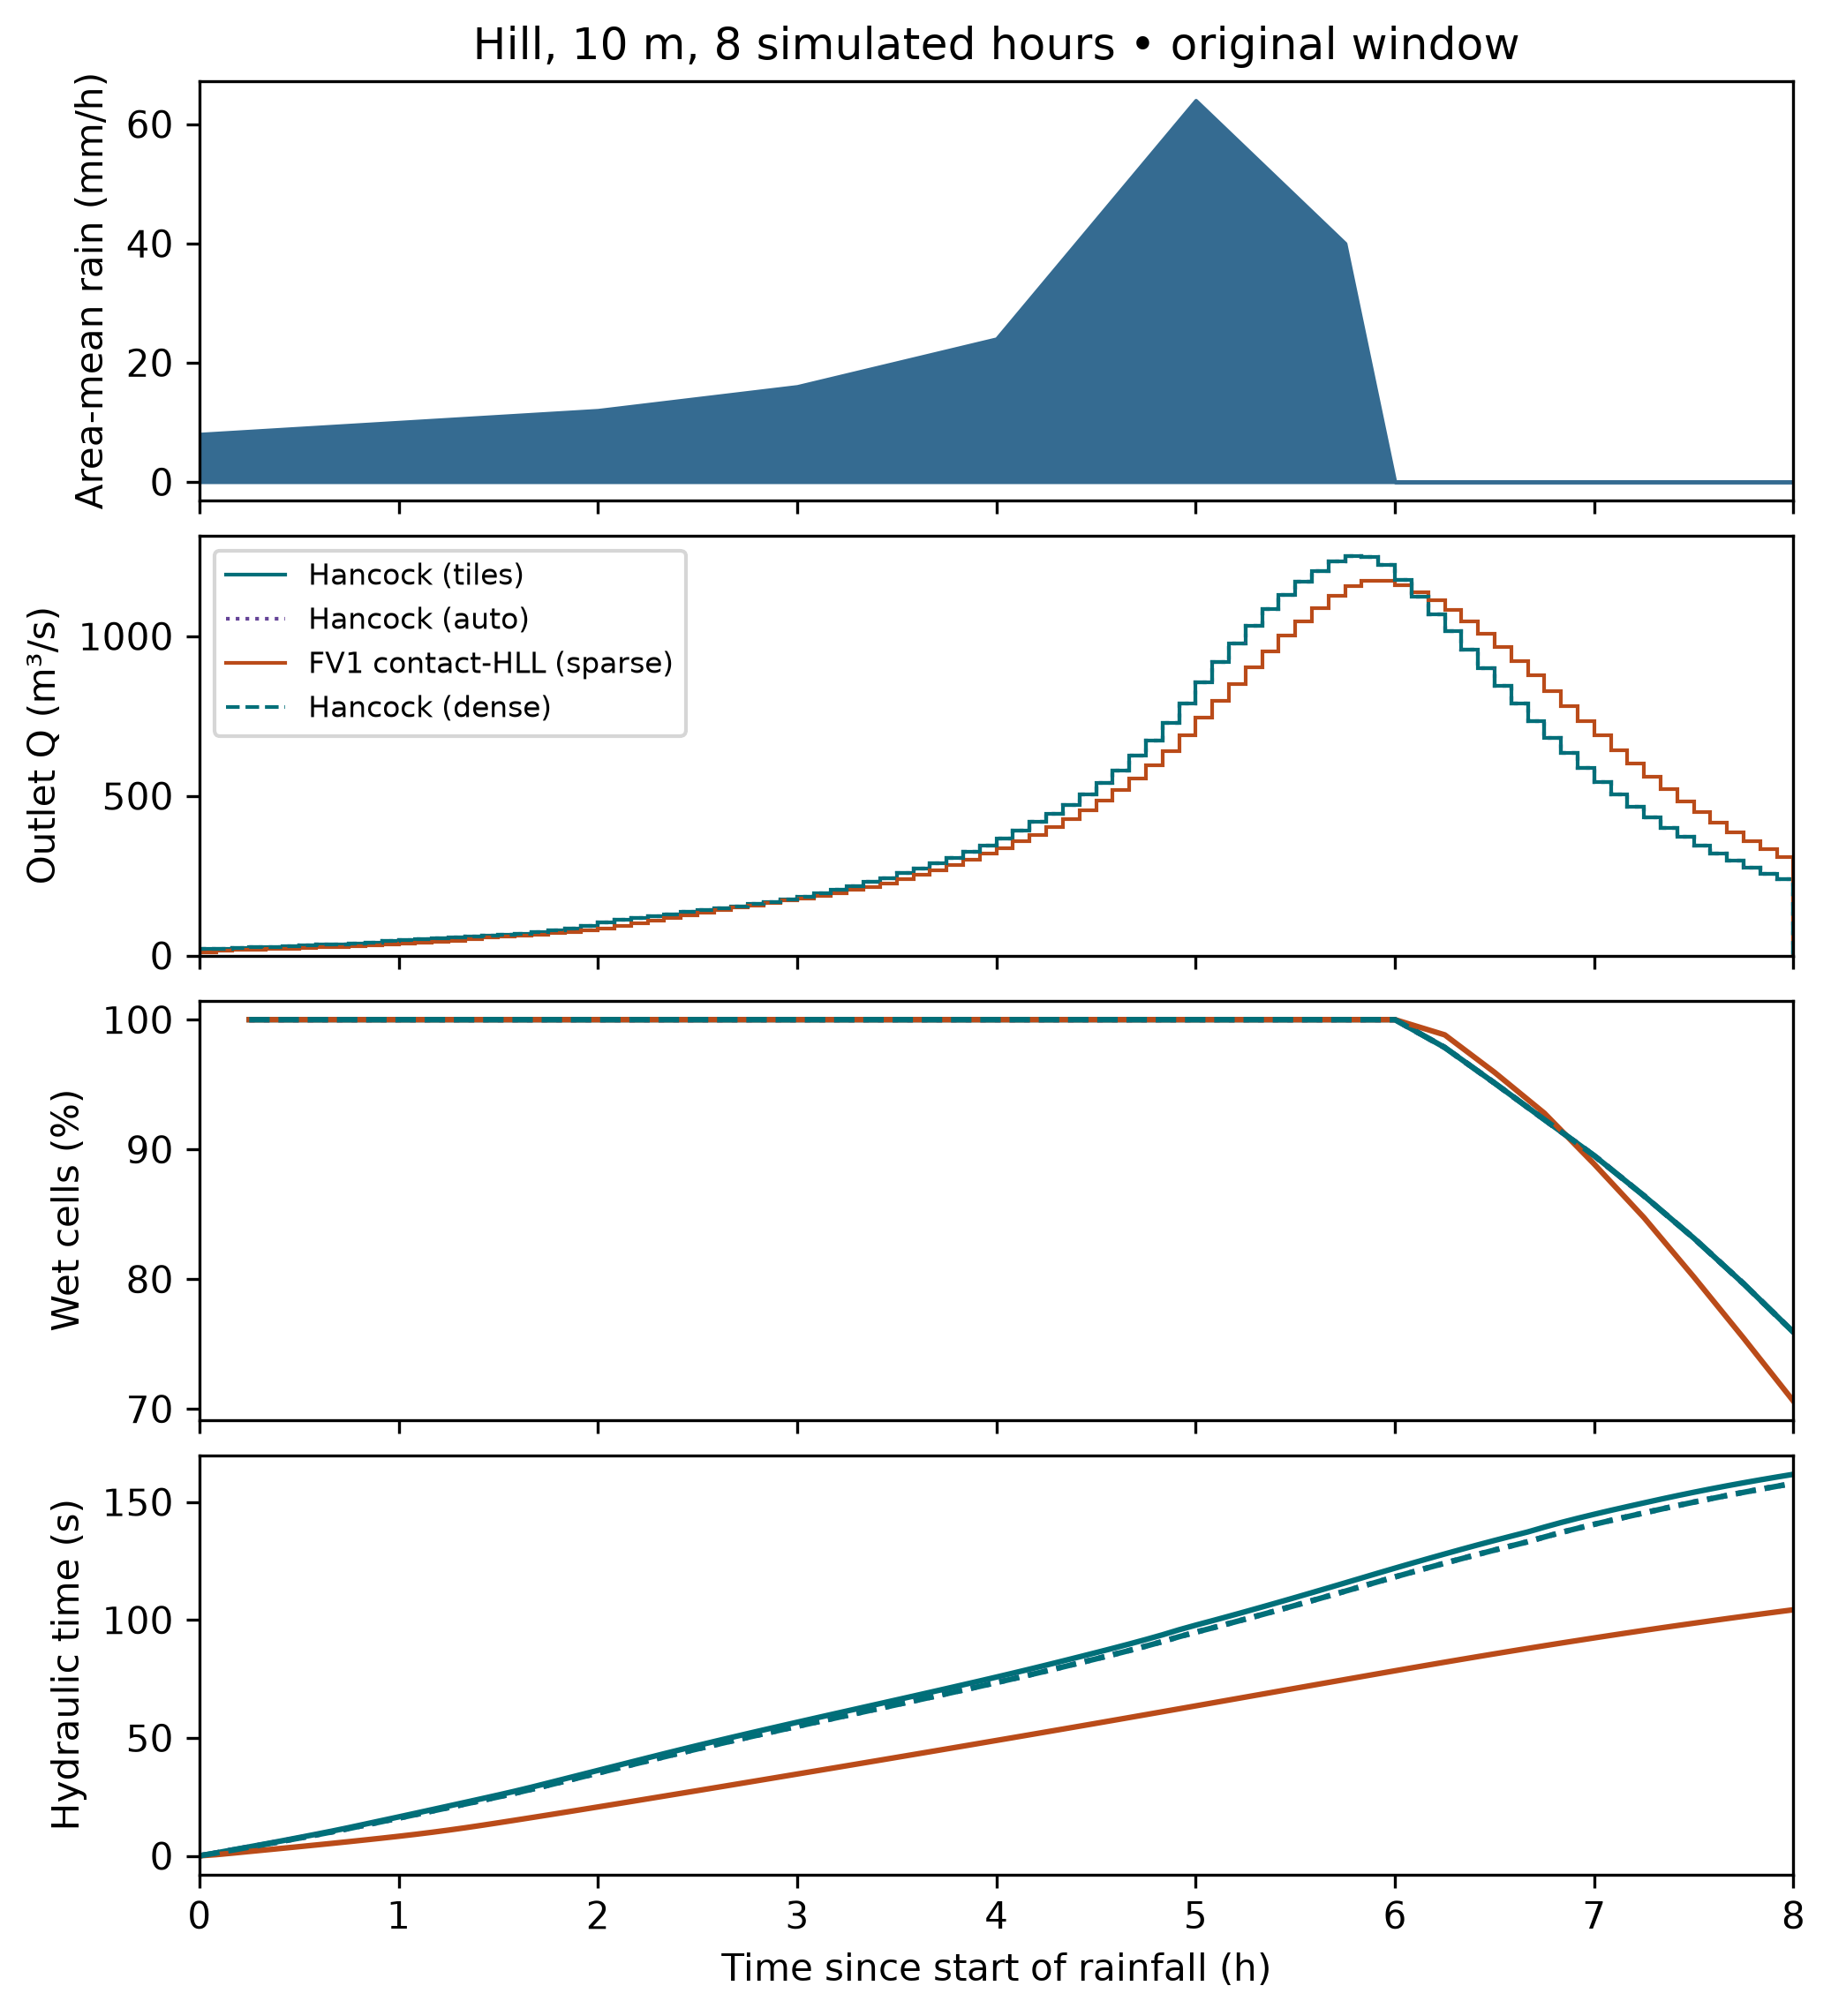 Hill, 10 m, 8 simulated hours • original window
Area-mean rain (mm/h)
60
40
20
0
Outlet Q (m³/s)
1000
500
0
Hancock (tiles)
Hancock (auto)
FV1 contact-HLL (sparse)
Hancock (dense)
Wet cells (%)
100
90
80
70
Hydraulic time (s)
150
100
50
0
0 1 2 3 4 5 6 7 8
Time since start of rainfall (h)